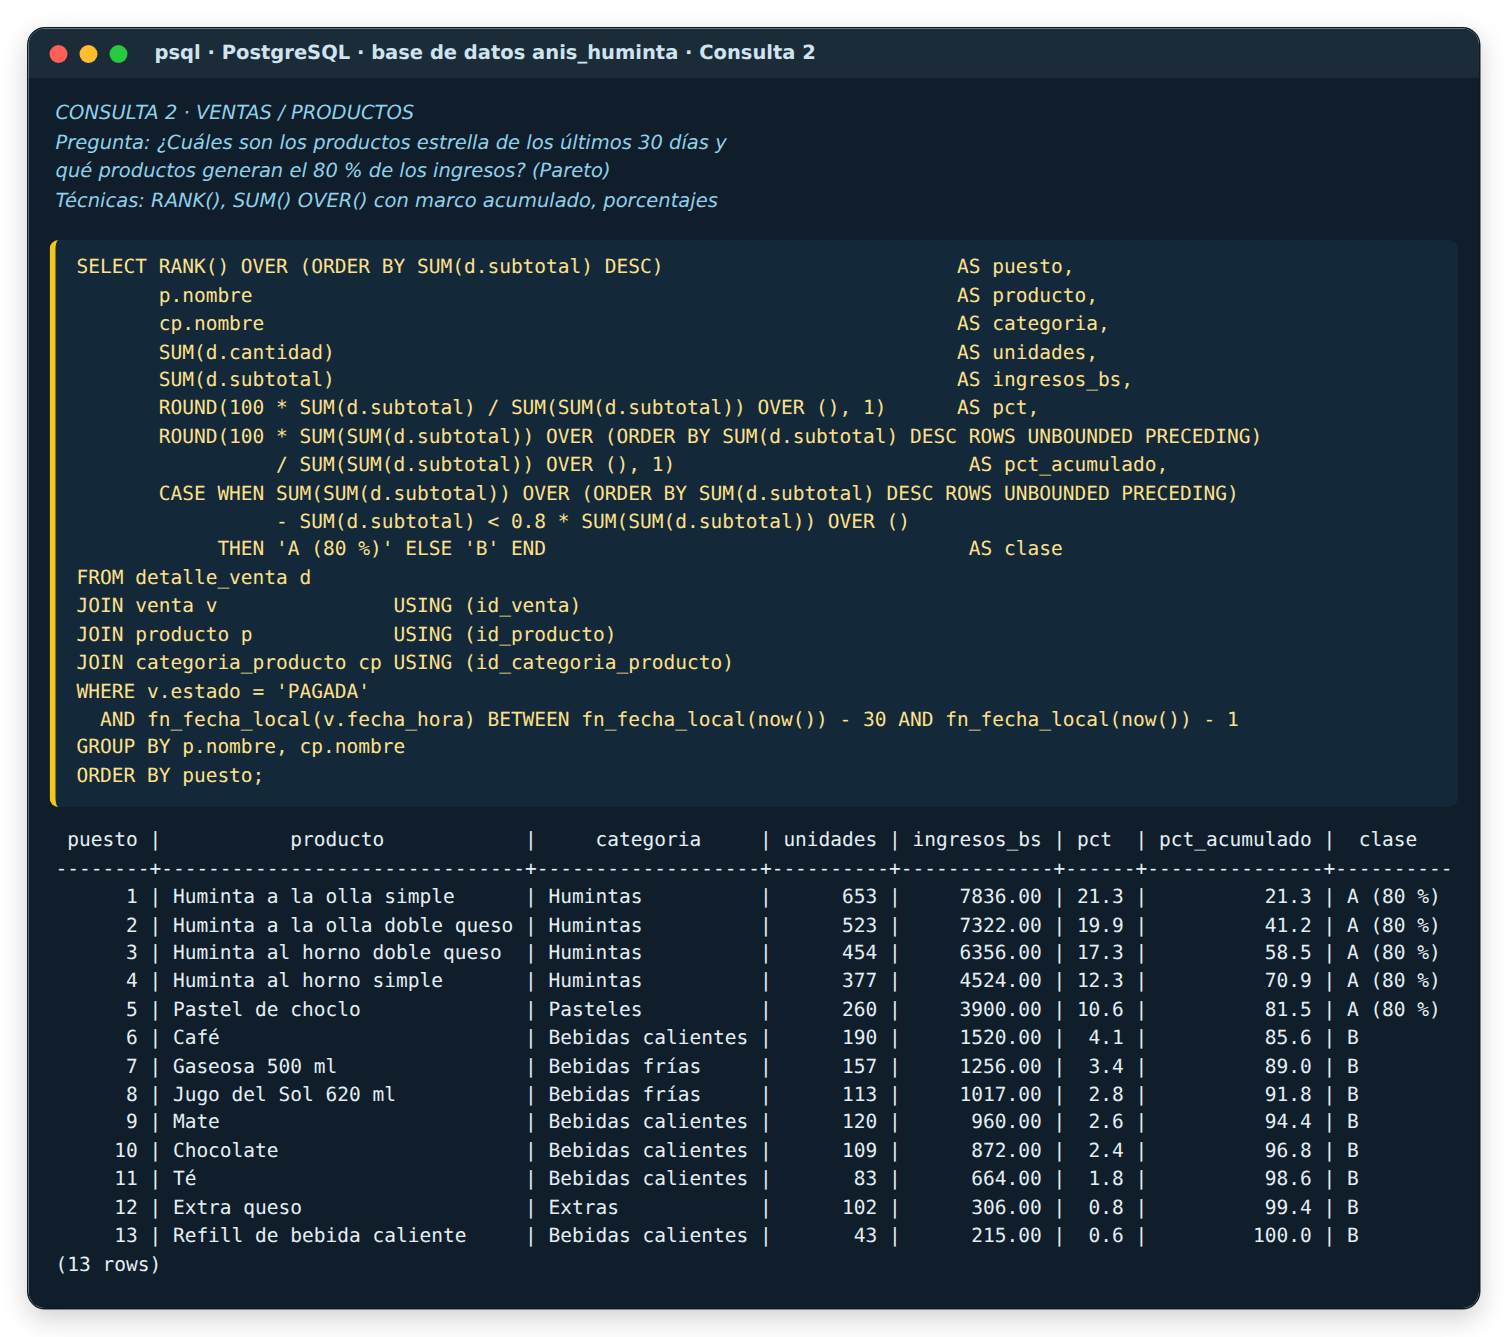 psql · PostgreSQL · base de datos anis_huminta · Consulta 2
CONSULTA 2 · VENTAS / PRODUCTOS
Pregunta: ¿Cuáles son los productos estrella de los últimos 30 días y
qué productos generan el 80 % de los ingresos? (Pareto)
Técnicas: RANK(), SUM() OVER() con marco acumulado, porcentajes
SELECT RANK() OVER (ORDER BY SUM(d.subtotal) DESC)                         AS puesto,
       p.nombre                                                            AS producto,
       cp.nombre                                                           AS categoria,
       SUM(d.cantidad)                                                     AS unidades,
       SUM(d.subtotal)                                                     AS ingresos_bs,
       ROUND(100 * SUM(d.subtotal) / SUM(SUM(d.subtotal)) OVER (), 1)      AS pct,
       ROUND(100 * SUM(SUM(d.subtotal)) OVER (ORDER BY SUM(d.subtotal) DESC ROWS UNBOUNDED PRECEDING)
                 / SUM(SUM(d.subtotal)) OVER (), 1)                         AS pct_acumulado,
       CASE WHEN SUM(SUM(d.subtotal)) OVER (ORDER BY SUM(d.subtotal) DESC ROWS UNBOUNDED PRECEDING)
                 - SUM(d.subtotal) < 0.8 * SUM(SUM(d.subtotal)) OVER ()
            THEN 'A (80 %)' ELSE 'B' END                                    AS clase
FROM detalle_venta d
JOIN venta v               USING (id_venta)
JOIN producto p            USING (id_producto)
JOIN categoria_producto cp USING (id_categoria_producto)
WHERE v.estado = 'PAGADA'
  AND fn_fecha_local(v.fecha_hora) BETWEEN fn_fecha_local(now()) - 30 AND fn_fecha_local(now()) - 1
GROUP BY p.nombre, cp.nombre
ORDER BY puesto;
 puesto |           producto            |     categoria     | unidades | ingresos_bs | pct  | pct_acumulado |  clase
--------+-------------------------------+-------------------+----------+-------------+------+---------------+----------
      1 | Huminta a la olla simple      | Humintas          |      653 |     7836.00 | 21.3 |          21.3 | A (80 %)
      2 | Huminta a la olla doble queso | Humintas          |      523 |     7322.00 | 19.9 |          41.2 | A (80 %)
      3 | Huminta al horno doble queso  | Humintas          |      454 |     6356.00 | 17.3 |          58.5 | A (80 %)
      4 | Huminta al horno simple       | Humintas          |      377 |     4524.00 | 12.3 |          70.9 | A (80 %)
      5 | Pastel de choclo              | Pasteles          |      260 |     3900.00 | 10.6 |          81.5 | A (80 %)
      6 | Café                          | Bebidas calientes |      190 |     1520.00 |  4.1 |          85.6 | B
      7 | Gaseosa 500 ml                | Bebidas frías     |      157 |     1256.00 |  3.4 |          89.0 | B
      8 | Jugo del Sol 620 ml           | Bebidas frías     |      113 |     1017.00 |  2.8 |          91.8 | B
      9 | Mate                          | Bebidas calientes |      120 |      960.00 |  2.6 |          94.4 | B
     10 | Chocolate                     | Bebidas calientes |      109 |      872.00 |  2.4 |          96.8 | B
     11 | Té                            | Bebidas calientes |       83 |      664.00 |  1.8 |          98.6 | B
     12 | Extra queso                   | Extras            |      102 |      306.00 |  0.8 |          99.4 | B
     13 | Refill de bebida caliente     | Bebidas calientes |       43 |      215.00 |  0.6 |         100.0 | B
(13 rows)